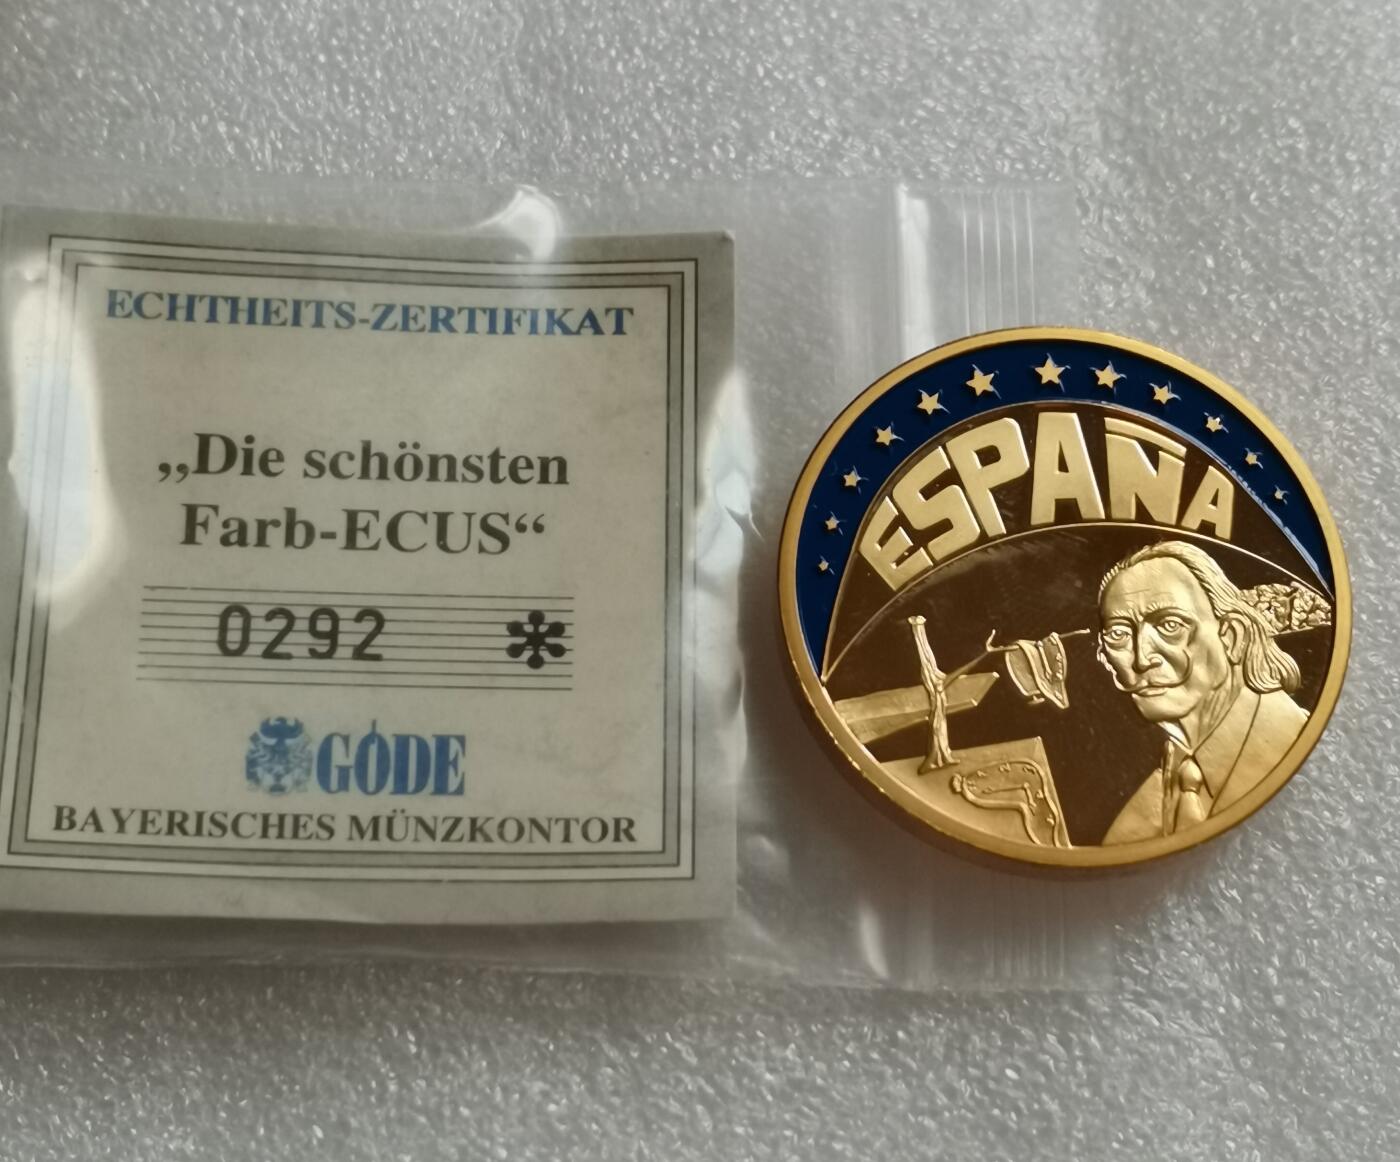 ECHTHEITS-ZERTIFIKAT
„Die schönsten
Farb-ECUS“
0292
GÖDE
BAYERISCHES MÜNZKONTOR
ESPAÑA